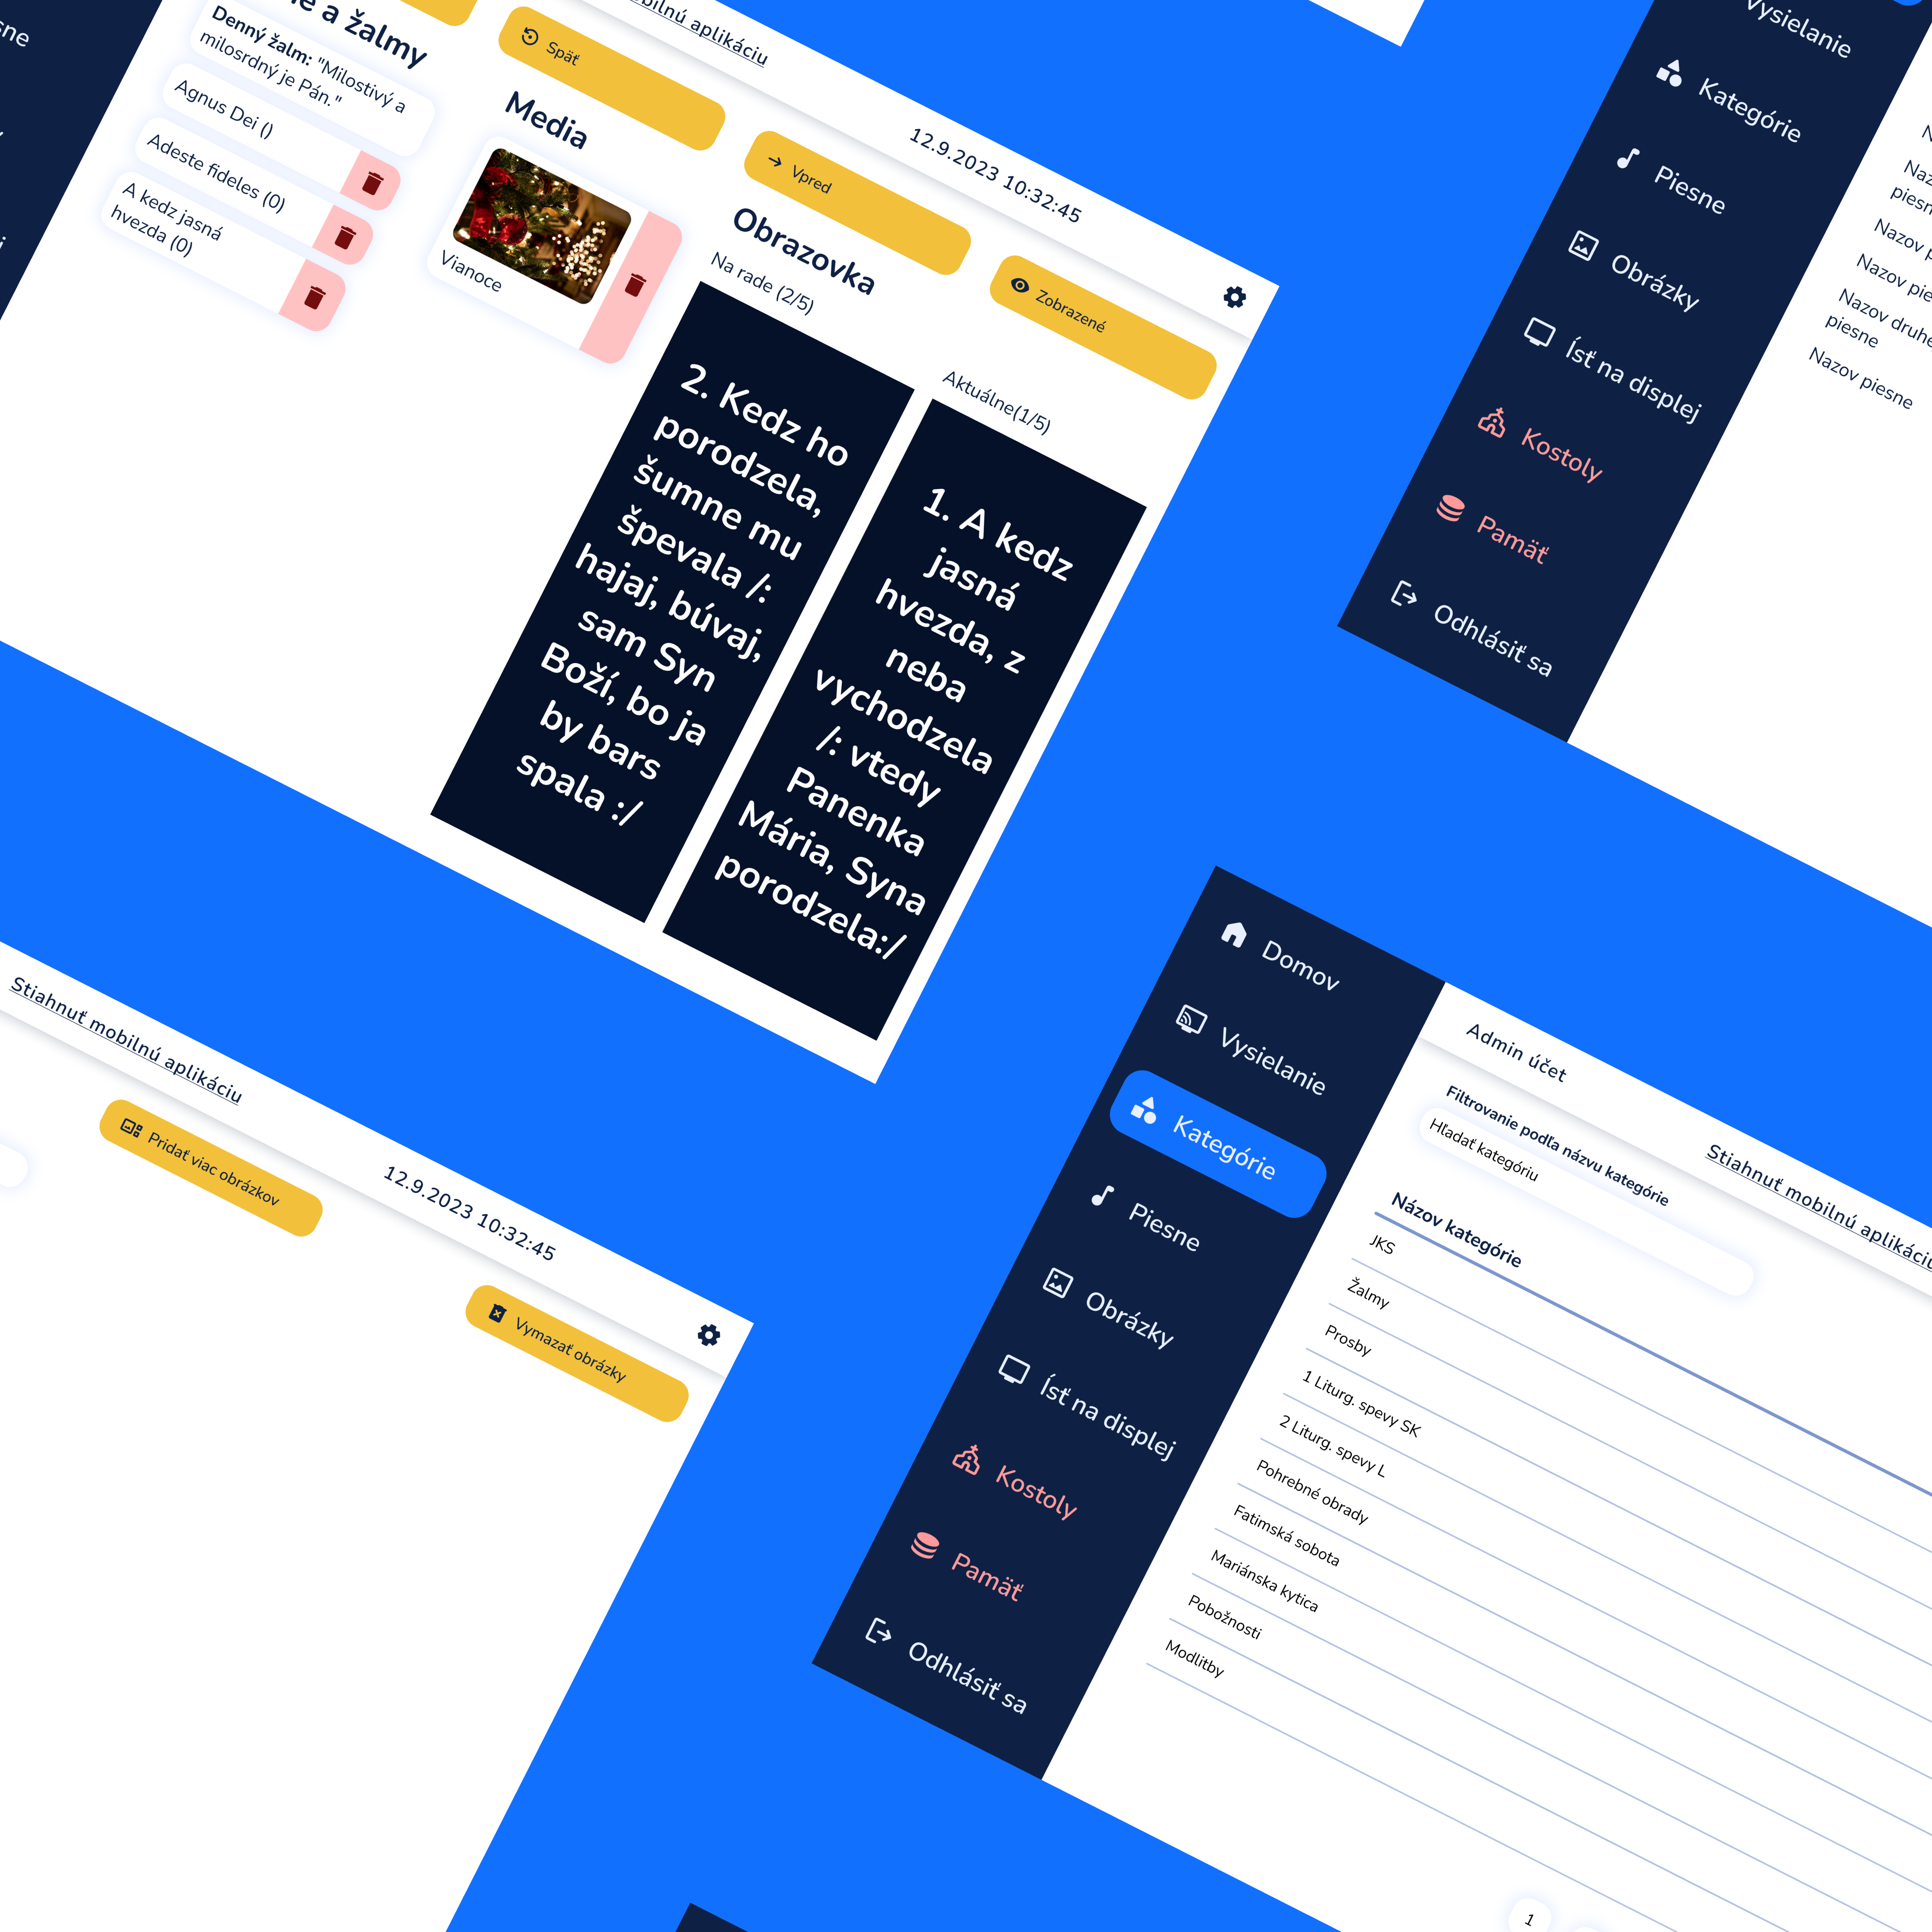 sne
e a žalmy
Denný žalm: "Milostivý a
milosrdný je Pán."
Agnus Dei ()
Adeste fideles (0)
A kedz jasná
hvezda (0)
Späť
Media
Vianoce
bilnú aplikáciu
12.9.2023 10:32:45
Vpred
Obrazovka
Na rade (2/5)
Zobrazené
Aktuálne(1/5)
2. Kedz ho
porodzela,
šumne mu
špevala /:
hajaj, búvaj,
sam Syn
Boží, bo ja
by bars
spala :/
1. A kedz
jasná
hvezda, z
neba
vychodzela
/: vtedy
Panenka
Mária, Syna
porodzela:/
Vysielanie
Kategórie
Piesne
Obrázky
Ísť na displej
Kostoly
Pamäť
Odhlásiť sa
Naz
piesn
Nazov p
Nazov pie
Nazov druhe
piesne
Nazov piesne
Stiahnuť mobilnú aplikáciu
12.9.2023 10:32:45
Pridať viac obrázkov
Vymazať obrázky
Domov
Vysielanie
Kategórie
Piesne
Obrázky
Ísť na displej
Kostoly
Pamäť
Odhlásiť sa
Admin účet
Stiahnuť mobilnú aplikáciu
Filtrovanie podľa názvu kategórie
Hľadať kategóriu
Názov kategórie
JKS
Žalmy
Prosby
1 Liturg. spevy SK
2 Liturg. spevy L
Pohrebné obrady
Fatimská sobota
Mariánska kytica
Pobožnosti
Modlitby
1